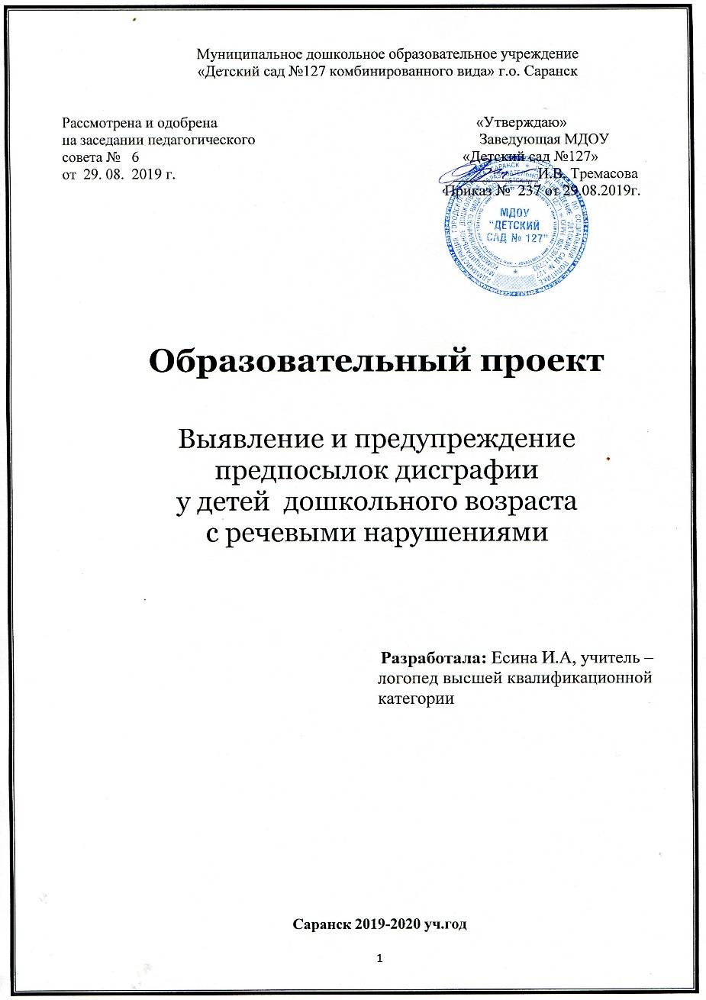 Муниципальное дошкольное образовательное учреждение
«Детский сад №127 комбинированного вида» г.о. Саранск
Рассмотрена и одобрена
на заседании педагогического
совета № 6
от 29. 08. 2019 г.
«Утверждаю»
Заведующая МДОУ
«Детский сад №127»
И.В. Тремасова
Приказ № 237 от 29.08.2019г.
МДОУ
"ДЕТСКИЙ
САД № 127"
Образовательный проект
Выявление и предупреждение
предпосылок дисграфии
у детей дошкольного возраста
с речевыми нарушениями
Разработала: Есина И.А, учитель –
логопед высшей квалификационной
категории
Саранск 2019-2020 уч.год
1